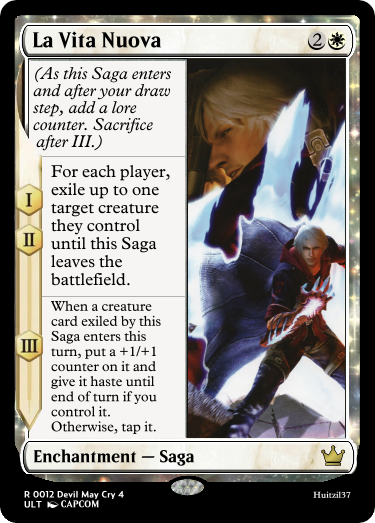 La Vita Nuova 2
(As this Saga enters
and after your draw
step, add a lore
counter. Sacrifice
after III.)
I
II
For each player,
exile up to one
target creature
they control
until this Saga
leaves the
battlefield.
III
When a creature
card exiled by this
Saga enters this
turn, put a +1/+1
counter on it and
give it haste until
end of turn if you
control it.
Otherwise, tap it.
Enchantment — Saga
R 0012 Devil May Cry 4
ULT CAPCOM
Huitzil37